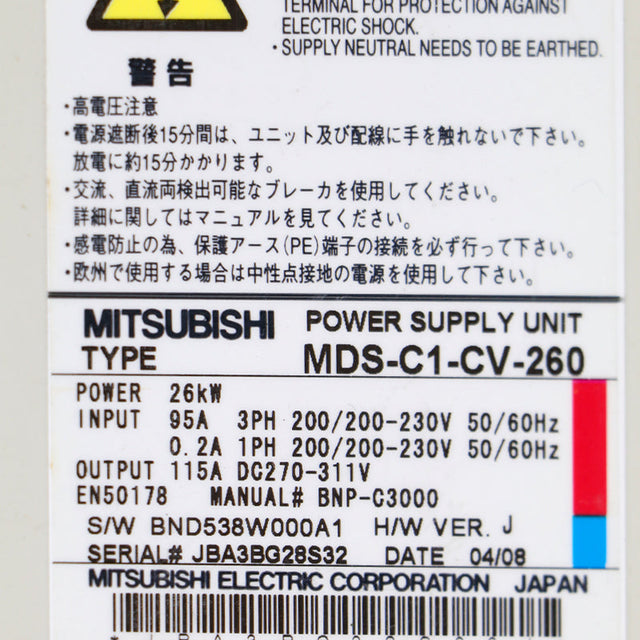 TERMINAL FOR PROTECTION AGAINST
ELECTRIC SHOCK.
・SUPPLY NEUTRAL NEEDS TO BE EARTHED.
警告
・高電圧注意
・電源遮断後15分間は、ユニット及び配線に手を触れないで下さい。
放電に約15分かかります。
・交流、直流両検出可能なブレーカを使用してください。
詳細に関してはマニュアルを見てください。
・感電防止の為、保護アース(PE)端子の接続を必ず行って下さい。
・欧州で使用する場合は中性点接地の電源を使用して下さい。
MITSUBISHI POWER SUPPLY UNIT
TYPE MDS-C1-CV-260
POWER 26kW
INPUT 95A 3PH 200/200-230V 50/60Hz
0.2A 1PH 200/200-230V 50/60Hz
OUTPUT 115A DC270-311V
EN50178 MANUAL# BNP-C3000
S/W BND538W000A1 H/W VER. J
SERIAL# JBA3BG28S32 DATE 04/08
MITSUBISHI ELECTRIC CORPORATION JAPAN